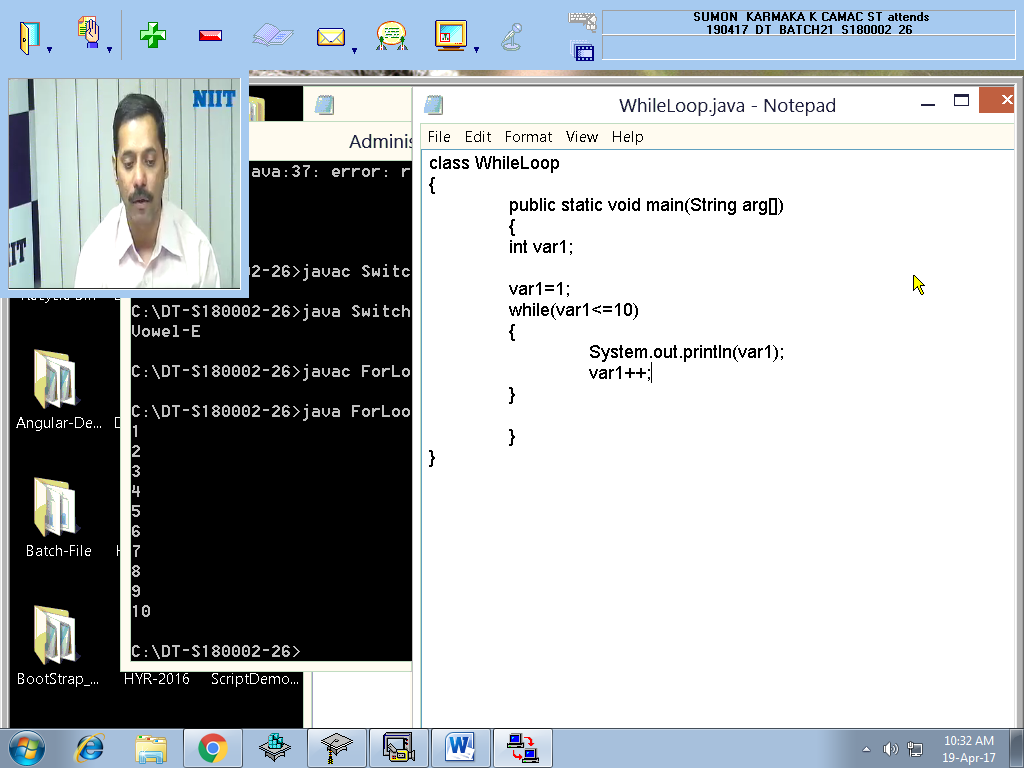 SUMON KARMAKA K CAMAC ST attends
190417 DT BATCH21 S180002 26
NIIT
WhileLoop.java - Notepad
File Edit Format View Help
class WhileLoop
{
public static void main(String arg[])
{
int var1;
var1=1;
while(var1<=10)
{
System.out.println(var1);
var1++;
}
}
}
Adminis
ava:37: error: r
2-26>javac Switc
C:\DT-S180002-26>java Switch
Vowel-E
C:\DT-S180002-26>javac ForLo
C:\DT-S180002-26>java ForLoo
1
2
3
4
5
6
7
8
9
10
C:\DT-S180002-26>
Angular-De...
Batch-File
BootStrap_...
HYR-2016
ScriptDemo...
10:32 AM
19-Apr-17